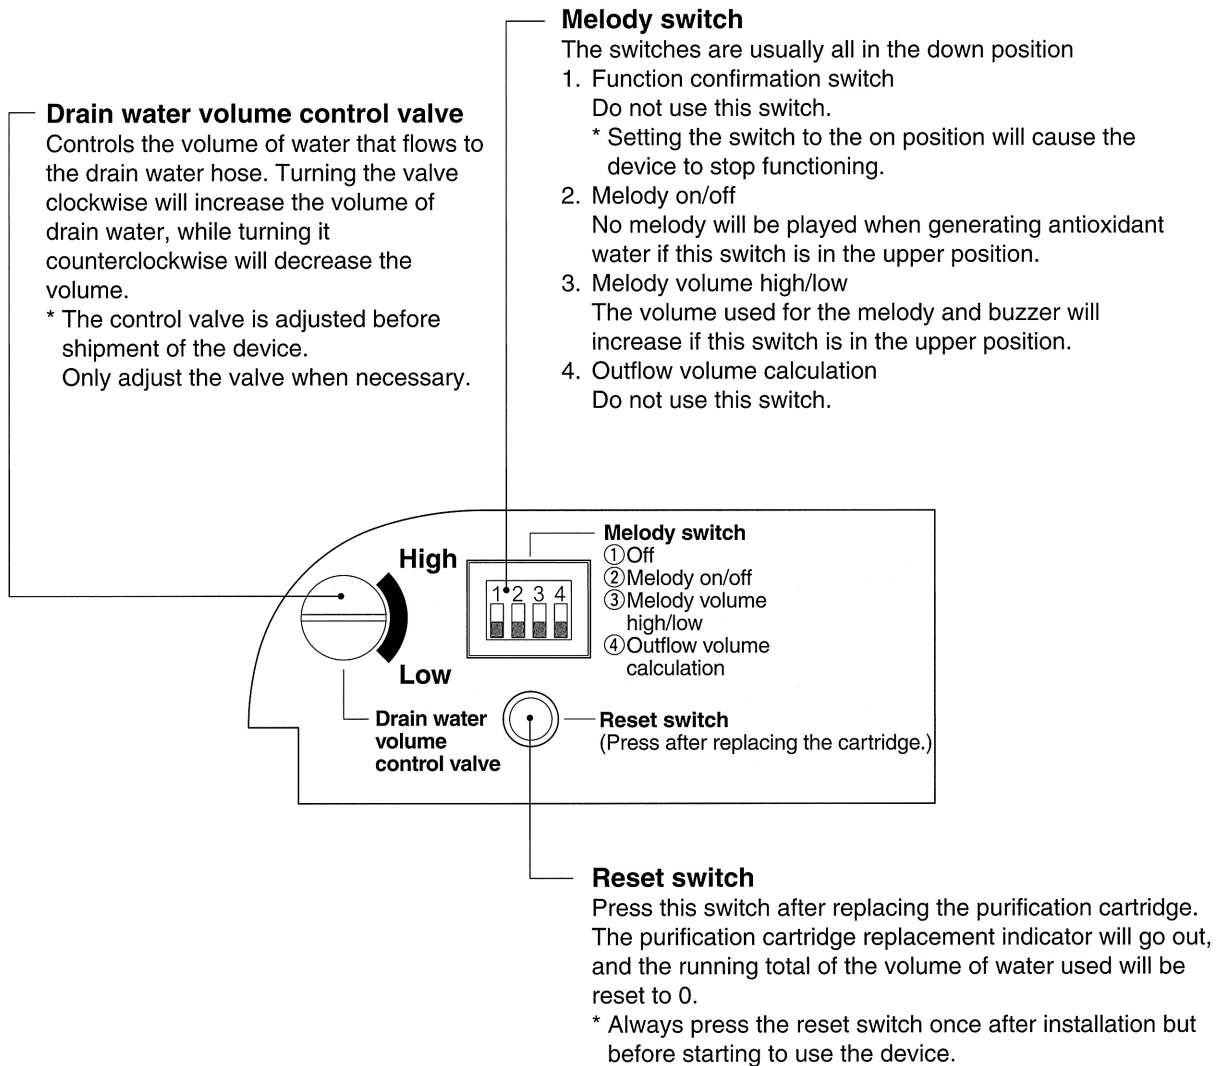 Melody switch
The switches are usually all in the down position
1. Function confirmation switch
Do not use this switch.
* Setting the switch to the on position will cause the
device to stop functioning.
2. Melody on/off
No melody will be played when generating antioxidant
water if this switch is in the upper position.
3. Melody volume high/low
The volume used for the melody and buzzer will
increase if this switch is in the upper position.
4. Outflow volume calculation
Do not use this switch.
Drain water volume control valve
Controls the volume of water that flows to
the drain water hose. Turning the valve
clockwise will increase the volume of
drain water, while turning it
counterclockwise will decrease the
volume.
* The control valve is adjusted before
shipment of the device.
Only adjust the valve when necessary.
High
Low
Drain water
volume
control valve
1 2 3 4
Melody switch
①Off
②Melody on/off
③Melody volume
high/low
④Outflow volume
calculation
Reset switch
(Press after replacing the cartridge.)
Reset switch
Press this switch after replacing the purification cartridge.
The purification cartridge replacement indicator will go out,
and the running total of the volume of water used will be
reset to 0.
* Always press the reset switch once after installation but
before starting to use the device.